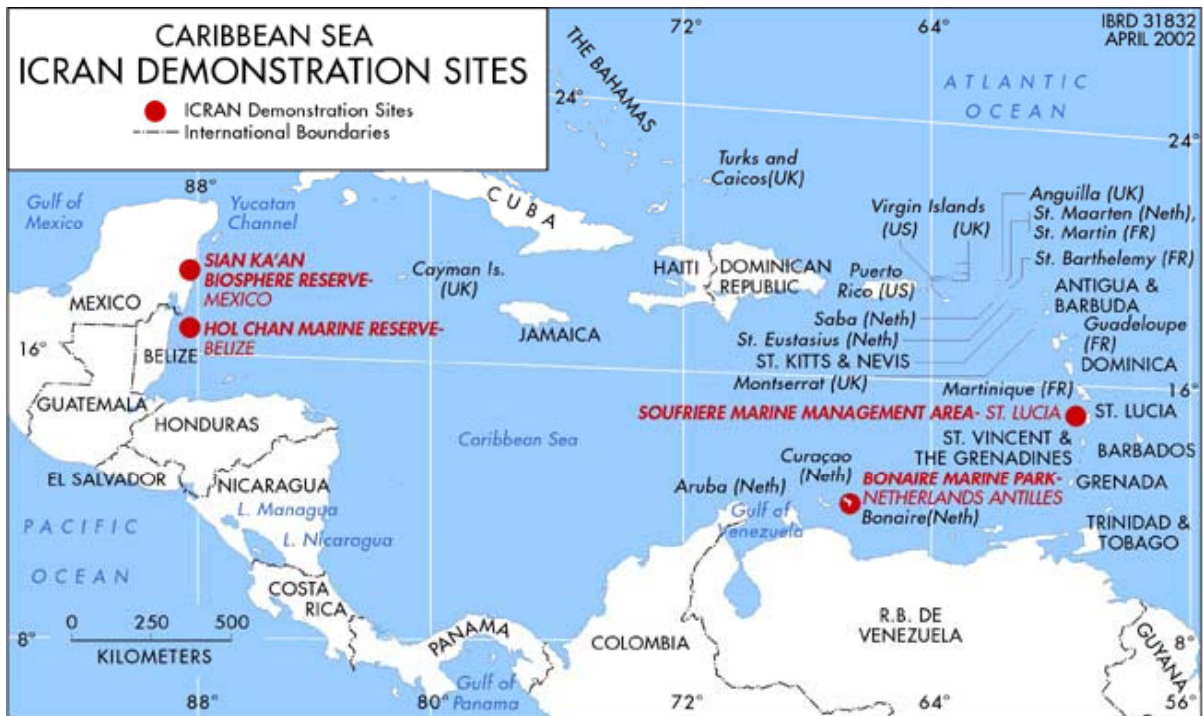 CARIBBEAN SEA
ICRAN DEMONSTRATION SITES
ICRAN Demonstration Sites
International Boundaries
72°
64°
IBRD 31832
APRIL 2002
THE BAHAMAS
24°
ATLANTIC
OCEAN
24°
88°
Gulf of
Mexico
Yucatan
Channel
CUBA
Turks and
Caicos(UK)
Virgin Islands
(US)
(UK)
Anguilla (UK)
St. Maarten (Neth),
St. Martin (FR)
St. Barthelemy (FR)
SIAN KA'AN
BIOSPHERE RESERVE-
MEXICO
Cayman Is.
(UK)
HAITI
DOMINICAN
REPUBLIC
Puerto
Rico (US)
ANTIGUA &
BARBUDA
MEXICO
HOL CHAN MARINE RESERVE-
BELIZE
JAMAICA
Saba (Neth)
St. Eustasius (Neth)
ST. KITTS & NEVIS
Montserrat (UK)
Guadeloupe
(FR)
DOMINICA
16°
BELIZE
Martinique (FR)
16°
GUATEMALA
HONDURAS
SOUFRIERE MARINE MANAGEMENT AREA- ST. LUCIA
ST. LUCIA
Caribbean Sea
ST. VINCENT &
THE GRENADINES
BARBADOS
EL SALVADOR
NICARAGUA
Curaçao
(Neth)
Aruba (Neth)
BONAIRE MARINE PARK-
NETHERLANDS ANTILLES
Bonaire(Neth)
GRENADA
L. Managua
L. Nicaragua
Gulf of
Venezuela
TRINIDAD &
TOBAGO
PACIFIC
OCEAN
COSTA
RICA
0 250 500
KILOMETERS
8°
PANAMA
COLOMBIA
R.B. DE
VENEZUELA
GUYANA
8°
Gulf of
Panama
88°
80°
72°
64°
56°